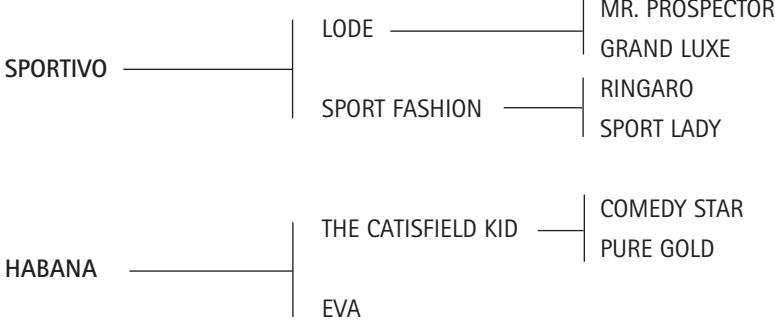 MR. PROSPECTOR
LODE
GRAND LUXE
SPORTIVO
RINGARO
SPORT FASHION
SPORT LADY
COMEDY STAR
THE CATISFIELD KID
PURE GOLD
HABANA
EVA